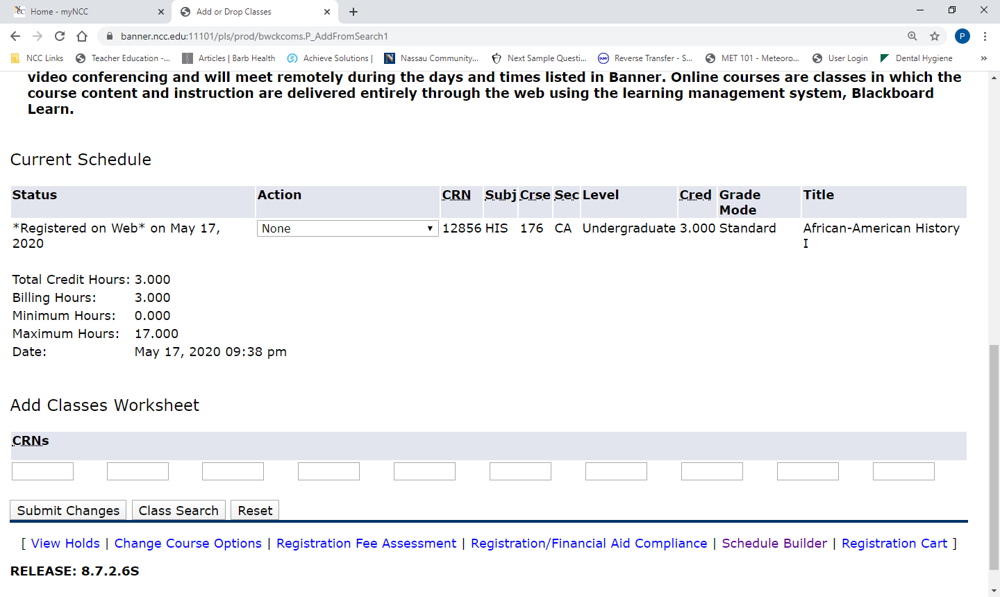 Home - myNCC
Add or Drop Classes
banner.ncc.edu:11101/pls/prod/bwckcoms.P_AddFromSearch1
P
NCC Links Teacher Education -... Articles | Barb Health Achieve Solutions | Nassau Community... Next Sample Questi... Reverse Transfer - S... MET 101 - Meteoro... User Login Dental Hygiene »
video conferencing and will meet remotely during the days and times listed in Banner. Online courses are classes in which the
course content and instruction are delivered entirely through the web using the learning management system, Blackboard
Learn.
Current Schedule
Status Action CRN Subj Crse Sec Level Cred Grade Mode Title
*Registered on Web* on May 17, 2020 None 12856 HIS 176 CA Undergraduate 3.000 Standard African-American History I
Total Credit Hours: 3.000
Billing Hours: 3.000
Minimum Hours: 0.000
Maximum Hours: 17.000
Date: May 17, 2020 09:38 pm
Add Classes Worksheet
CRNs
Submit Changes Class Search Reset
[ View Holds | Change Course Options | Registration Fee Assessment | Registration/Financial Aid Compliance | Schedule Builder | Registration Cart ]
RELEASE: 8.7.2.6S